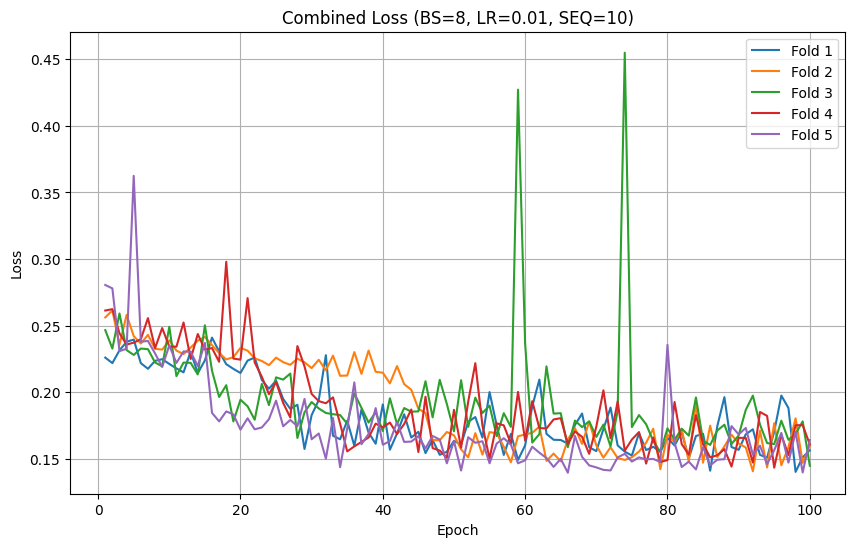 Combined Loss (BS=8, LR=0.01, SEQ=10)
Fold 1
Fold 2
Fold 3
Fold 4
Fold 5
Loss
0.45
0.40
0.35
0.30
0.25
0.20
0.15
0 20 40 60 80 100
Epoch